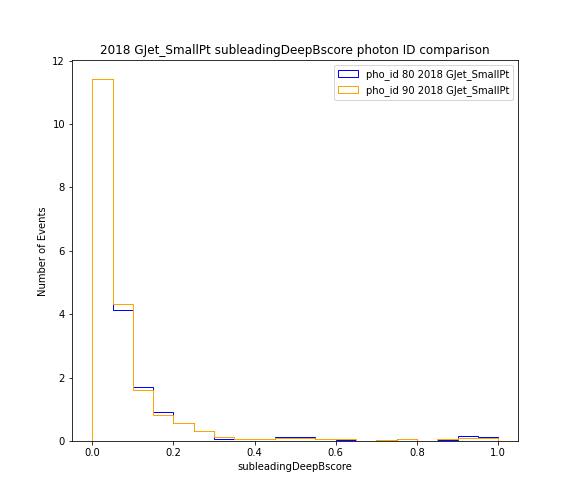 2018 GJet_SmallPt subleadingDeepBscore photon ID comparison
pho_id 80 2018 GJet_SmallPt
pho_id 90 2018 GJet_SmallPt
12
10
8
6
4
2
0
Number of Events
0.0 0.2 0.4 0.6 0.8 1.0
subleadingDeepBscore